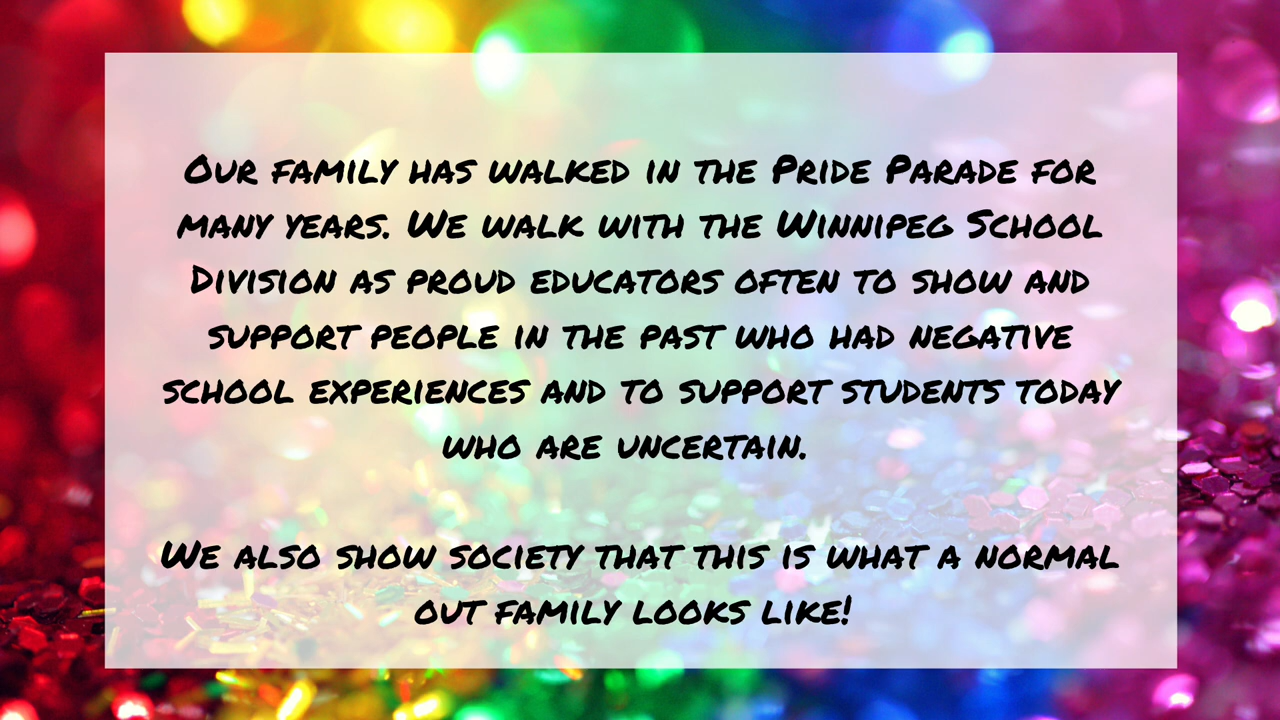 Our family has walked in the Pride Parade for
many years. We walk with the Winnipeg School
Division as proud educators often to show and
support people in the past who had negative
school experiences and to support students today
who are uncertain.
We also show society that this is what a normal
out family looks like!